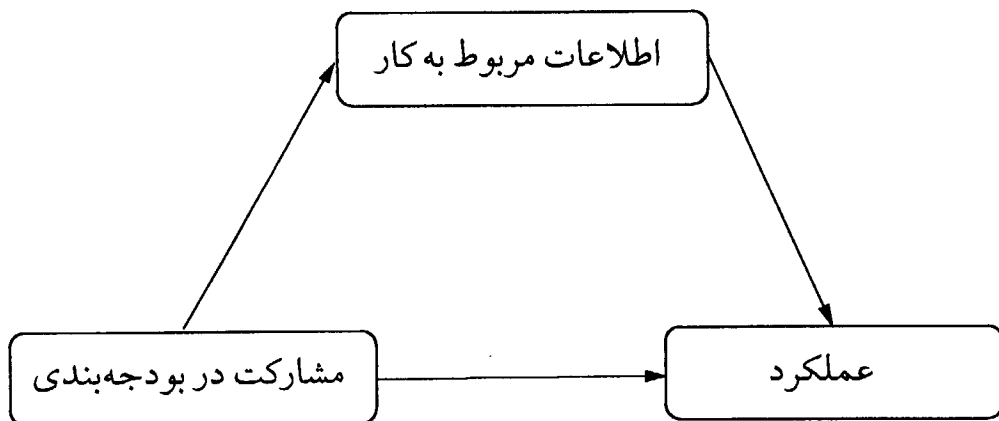 اطلاعات مربوط به کار
مشارکت در بودجه‌بندی
عملکرد